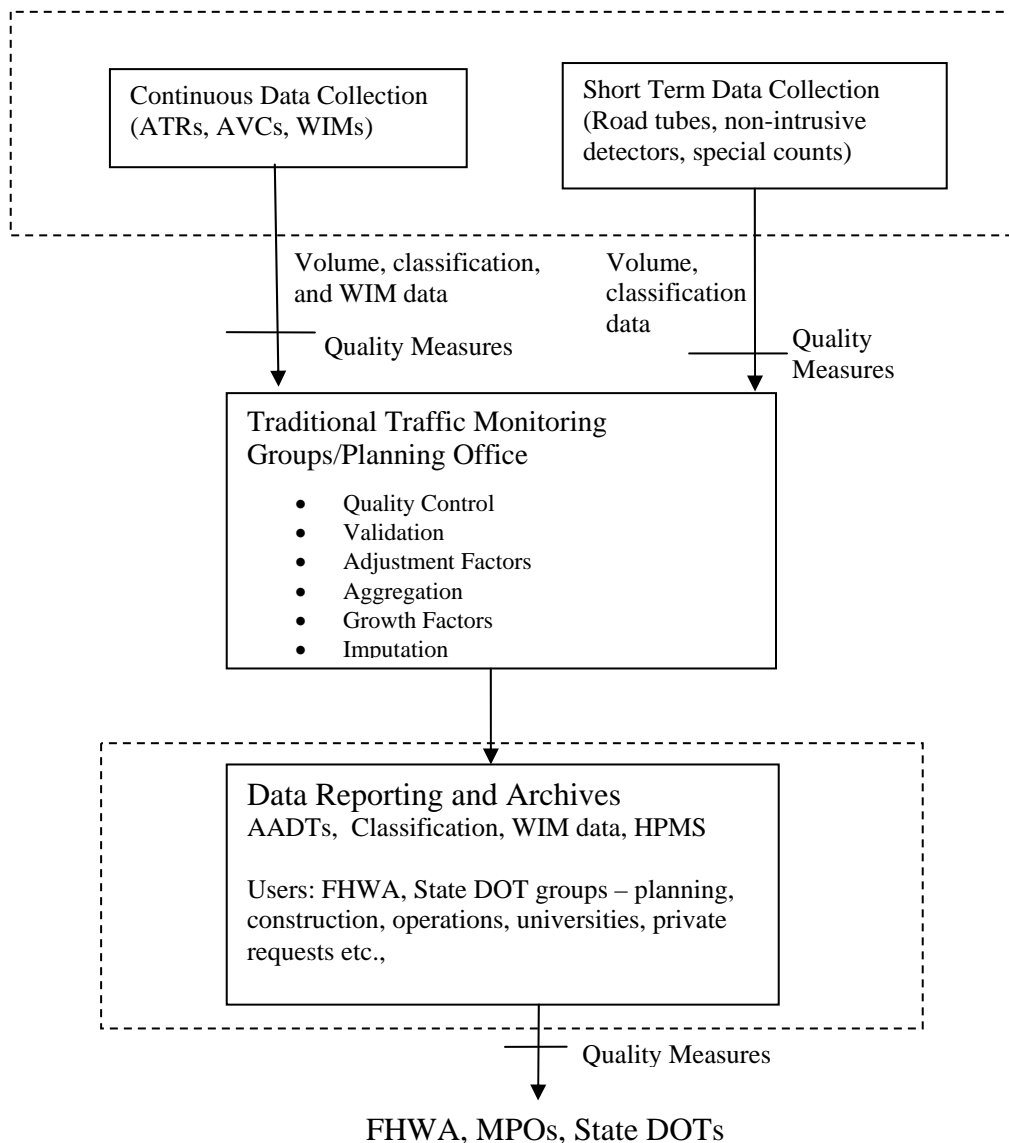 Continuous Data Collection
(ATRs, AVCs, WIMs)
Short Term Data Collection
(Road tubes, non-intrusive
detectors, special counts)
Volume, classification,
and WIM data
Volume,
classification
data
Quality Measures
Quality
Measures
Traditional Traffic Monitoring
Groups/Planning Office
• Quality Control
• Validation
• Adjustment Factors
• Aggregation
• Growth Factors
• Imputation
Data Reporting and Archives
AADTs, Classification, WIM data, HPMS
Users: FHWA, State DOT groups – planning,
construction, operations, universities, private
requests etc.,
Quality Measures
FHWA, MPOs, State DOTs